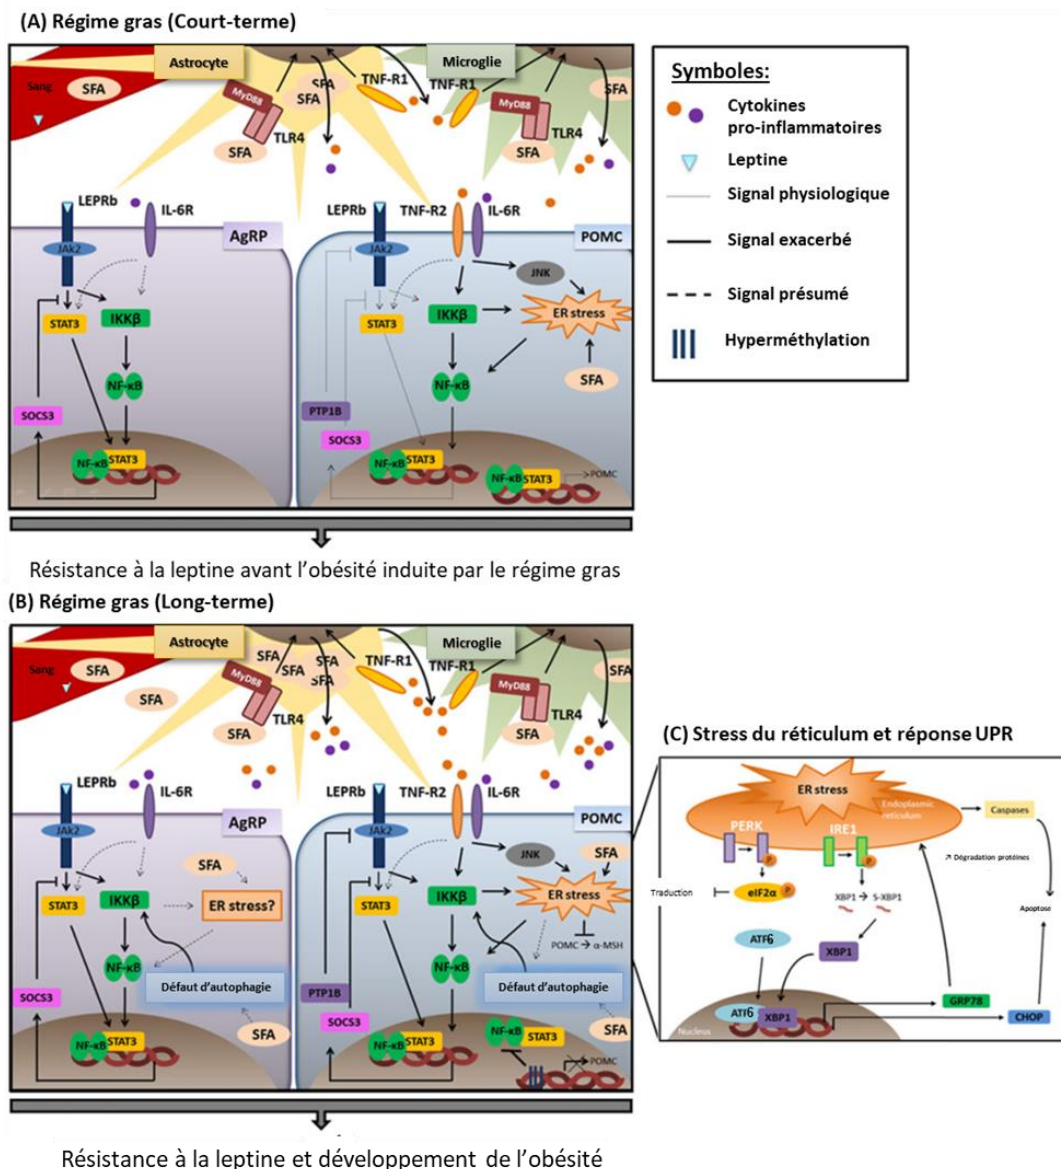 (A) Régime gras (Court-terme)
Astrocyte
Microglie
Sang
SFA
SFA
SFA
TNF-R1
TNF-R1
SFA
MyD88
TLR4
SFA
MyD88
TLR4
SFA
LEPRb
IL-6R
AgRP
LEPRb
TNF-R2
IL-6R
POMC
JAk2
JAk2
JNK
STAT3
IKKβ
STAT3
IKKβ
ER stress
NF-κB
NF-κB
SFA
SOCS3
PTP1B
SOCS3
NF-κB
STAT3
NF-κB
STAT3
NF-κB
STAT3
POMC
Symboles:
Cytokines
pro-inflammatoires
Leptine
Signal physiologique
Signal exacerbé
Signal présumé
Hyperméthylation
Résistance à la leptine avant l’obésité induite par le régime gras
(B) Régime gras (Long-terme)
Astrocyte
Microglie
Sang
SFA
SFA
SFA
SFA
SFA
SFA
TNF-R1
TNF-R1
SFA
MyD88
TLR4
SFA
MyD88
TLR4
SFA
LEPRb
IL-6R
AgRP
LEPRb
TNF-R2
IL-6R
POMC
JAk2
JAk2
JNK
SFA
SFA
STAT3
IKKβ
ER stress?
STAT3
IKKβ
ER stress
POMC → α-MSH
NF-κB
Défaut d’autophagie
NF-κB
Défaut d’autophagie
SOCS3
PTP1B
SOCS3
SFA
SFA
NF-κB
STAT3
NF-κB
STAT3
NF-κB
STAT3
POMC
Résistance à la leptine et développement de l’obésité
(C) Stress du réticulum et réponse UPR
ER stress
Endoplasmic
reticulum
Caspases
PERK
IRE1
P
P
Dégradation protéines
Traduction
eIF2α
P
XBP1 → S-XBP1
Apoptose
ATF6
XBP1
ATF6
XBP1
GRP78
CHOP
Nucleus